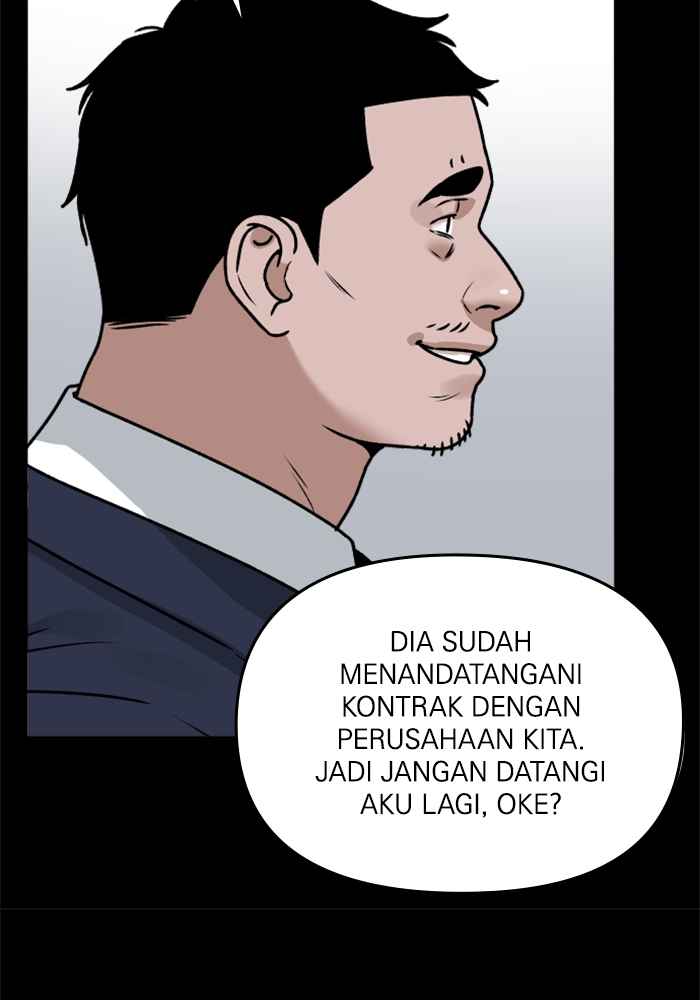 DIA SUDAH
MENANDATANGANI
KONTRAK DENGAN
PERUSAHAAN KITA.
JADI JANGAN DATANGI
AKU LAGI, OKE?